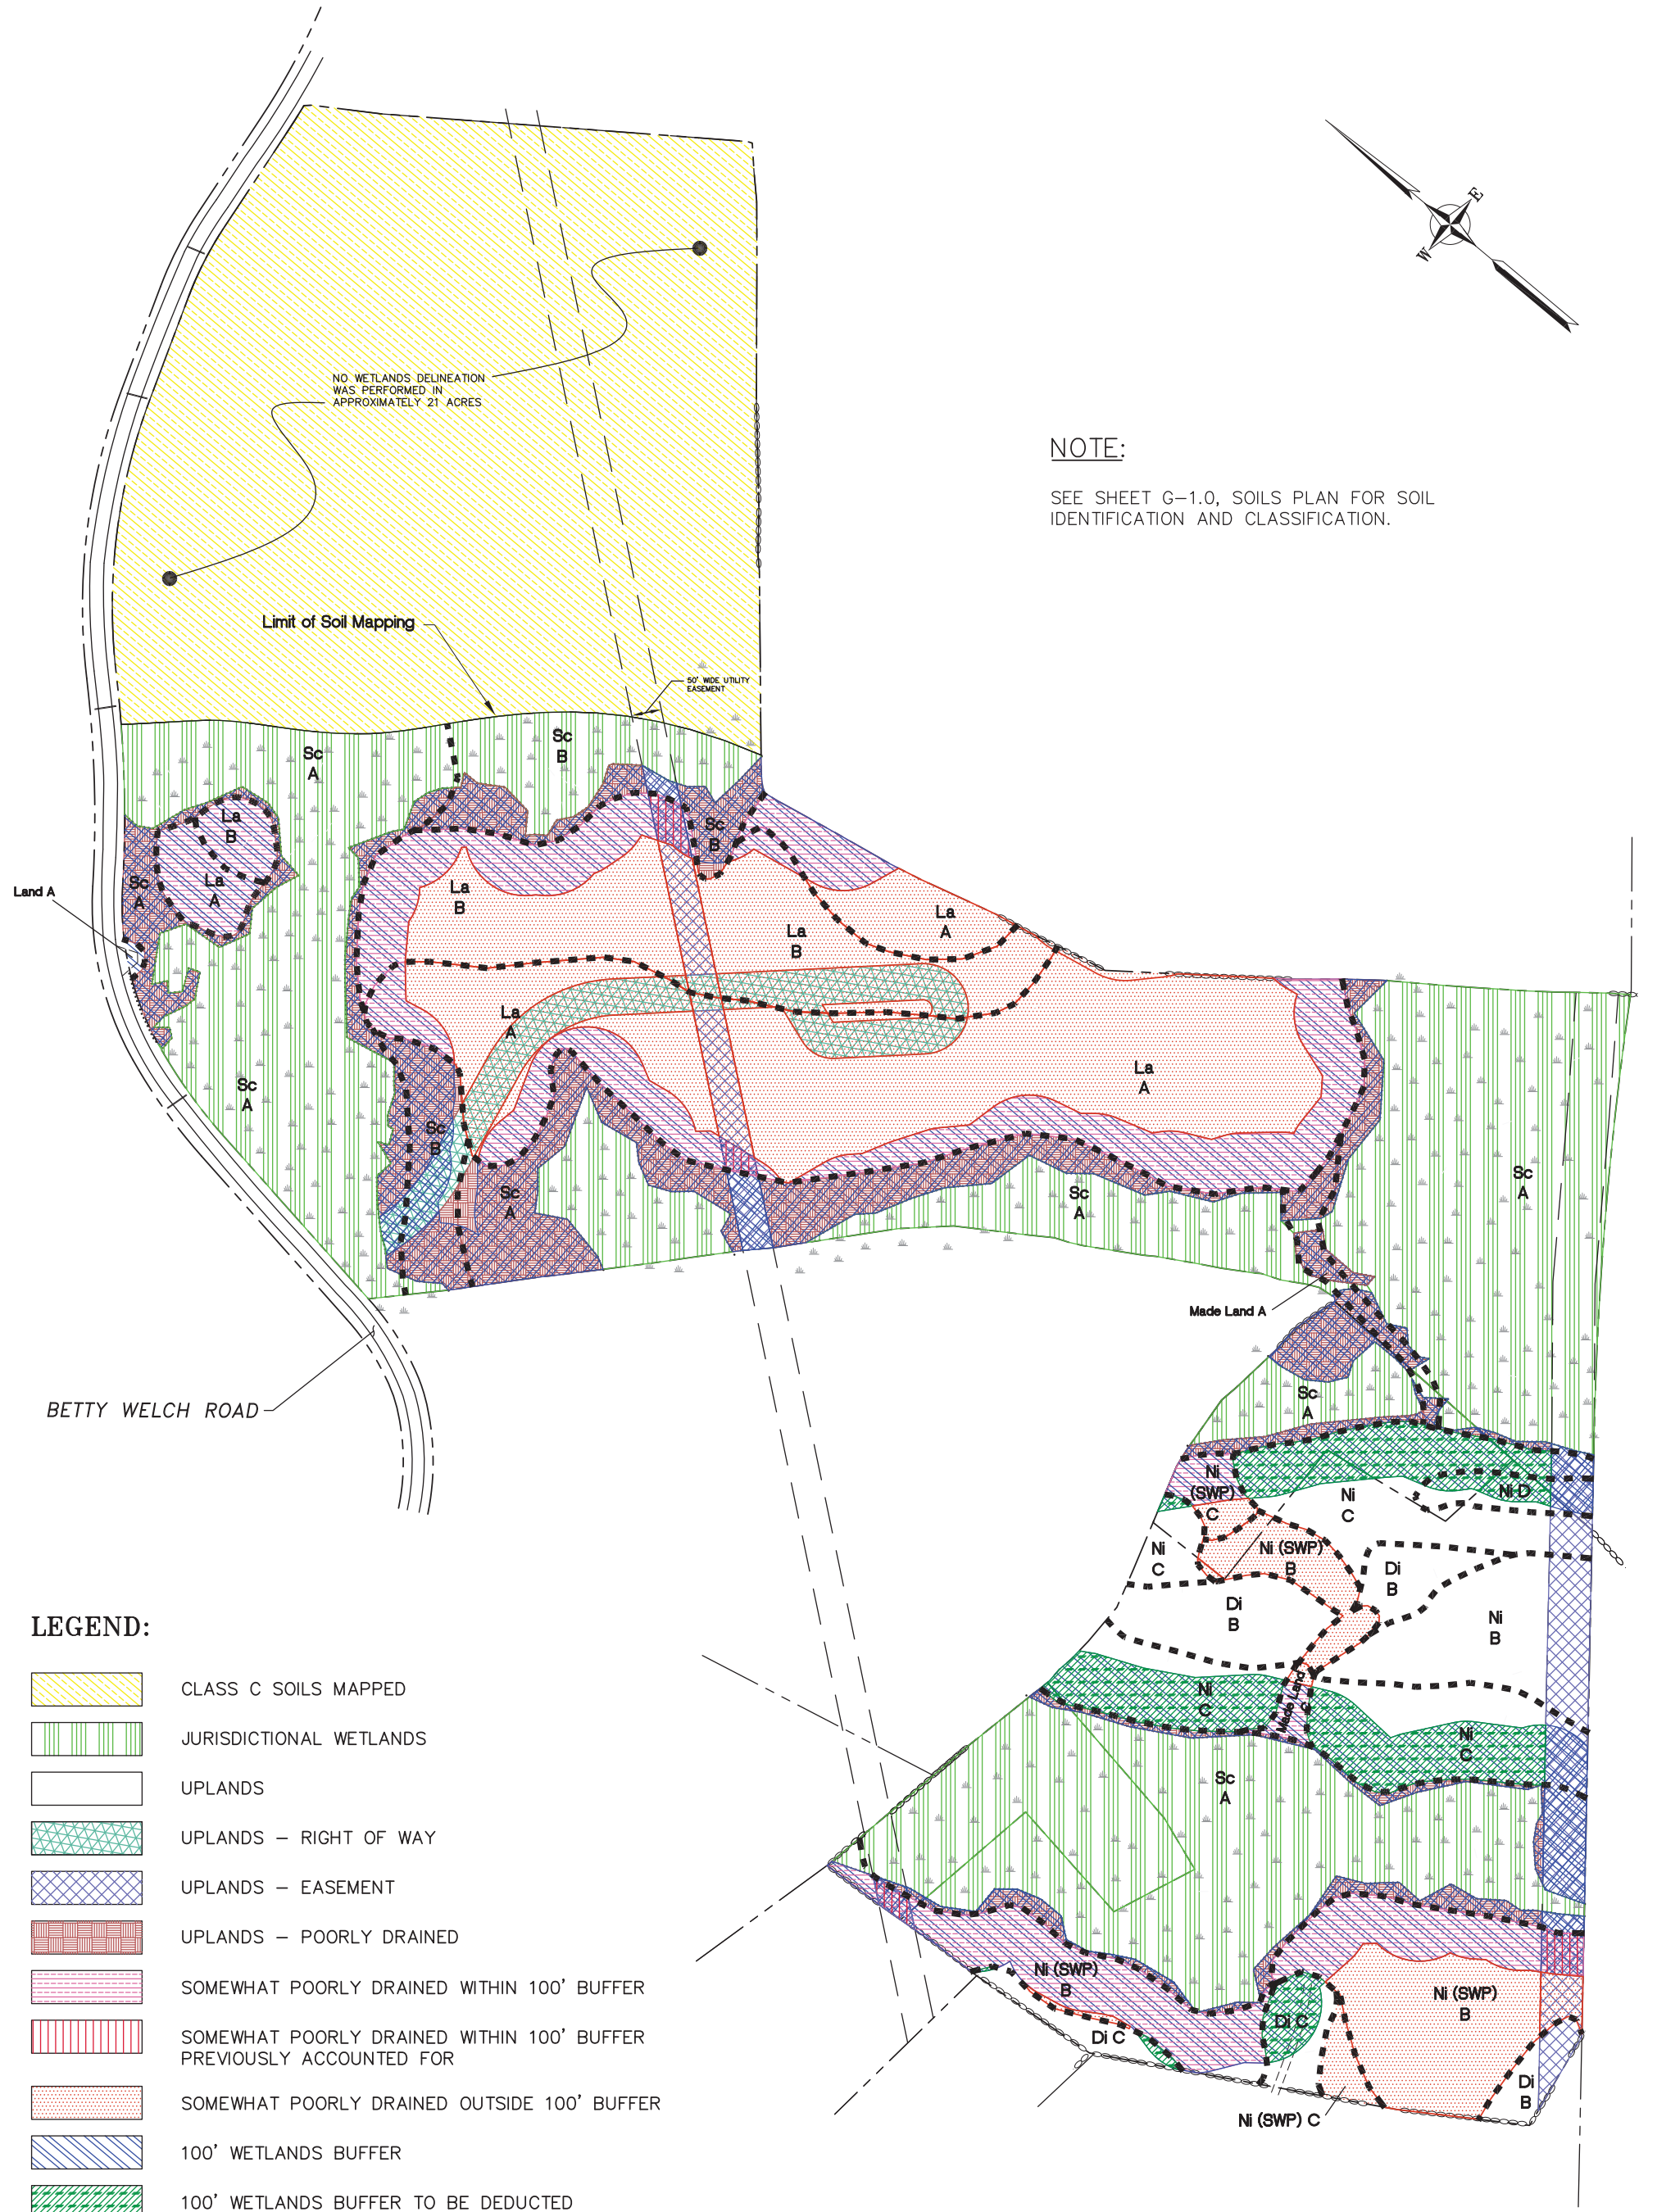 E
W
NO WETLANDS DELINEATION
WAS PERFORMED IN
APPROXIMATELY 21 ACRES
NOTE:
SEE SHEET G-1.0, SOILS PLAN FOR SOIL
IDENTIFICATION AND CLASSIFICATION.
Limit of Soil Mapping
50' WIDE UTILITY
EASEMENT
Sc
A
Sc
B
La
B
Sc
B
La
A
Sc
A
Land A
La
B
La
A
La
B
La
A
La
A
Sc
A
Sc
B
Sc
A
Sc
A
Sc
A
Made Land A
Sc
A
BETTY WELCH ROAD
Ni
(SWP)
C
Ni
C
Ni D
Ni
C
Ni (SWP)
B
Di
B
Di
B
Ni
B
Ni
C
Made Land
C
Ni
C
Sc
A
Ni (SWP)
B
Di C
Di C
Ni (SWP)
B
Di
B
Ni (SWP) C
LEGEND:
CLASS C SOILS MAPPED
JURISDICTIONAL WETLANDS
UPLANDS
UPLANDS - RIGHT OF WAY
UPLANDS - EASEMENT
UPLANDS - POORLY DRAINED
SOMEWHAT POORLY DRAINED WITHIN 100' BUFFER
SOMEWHAT POORLY DRAINED WITHIN 100' BUFFER
PREVIOUSLY ACCOUNTED FOR
SOMEWHAT POORLY DRAINED OUTSIDE 100' BUFFER
100' WETLANDS BUFFER
100' WETLANDS BUFFER TO BE DEDUCTED